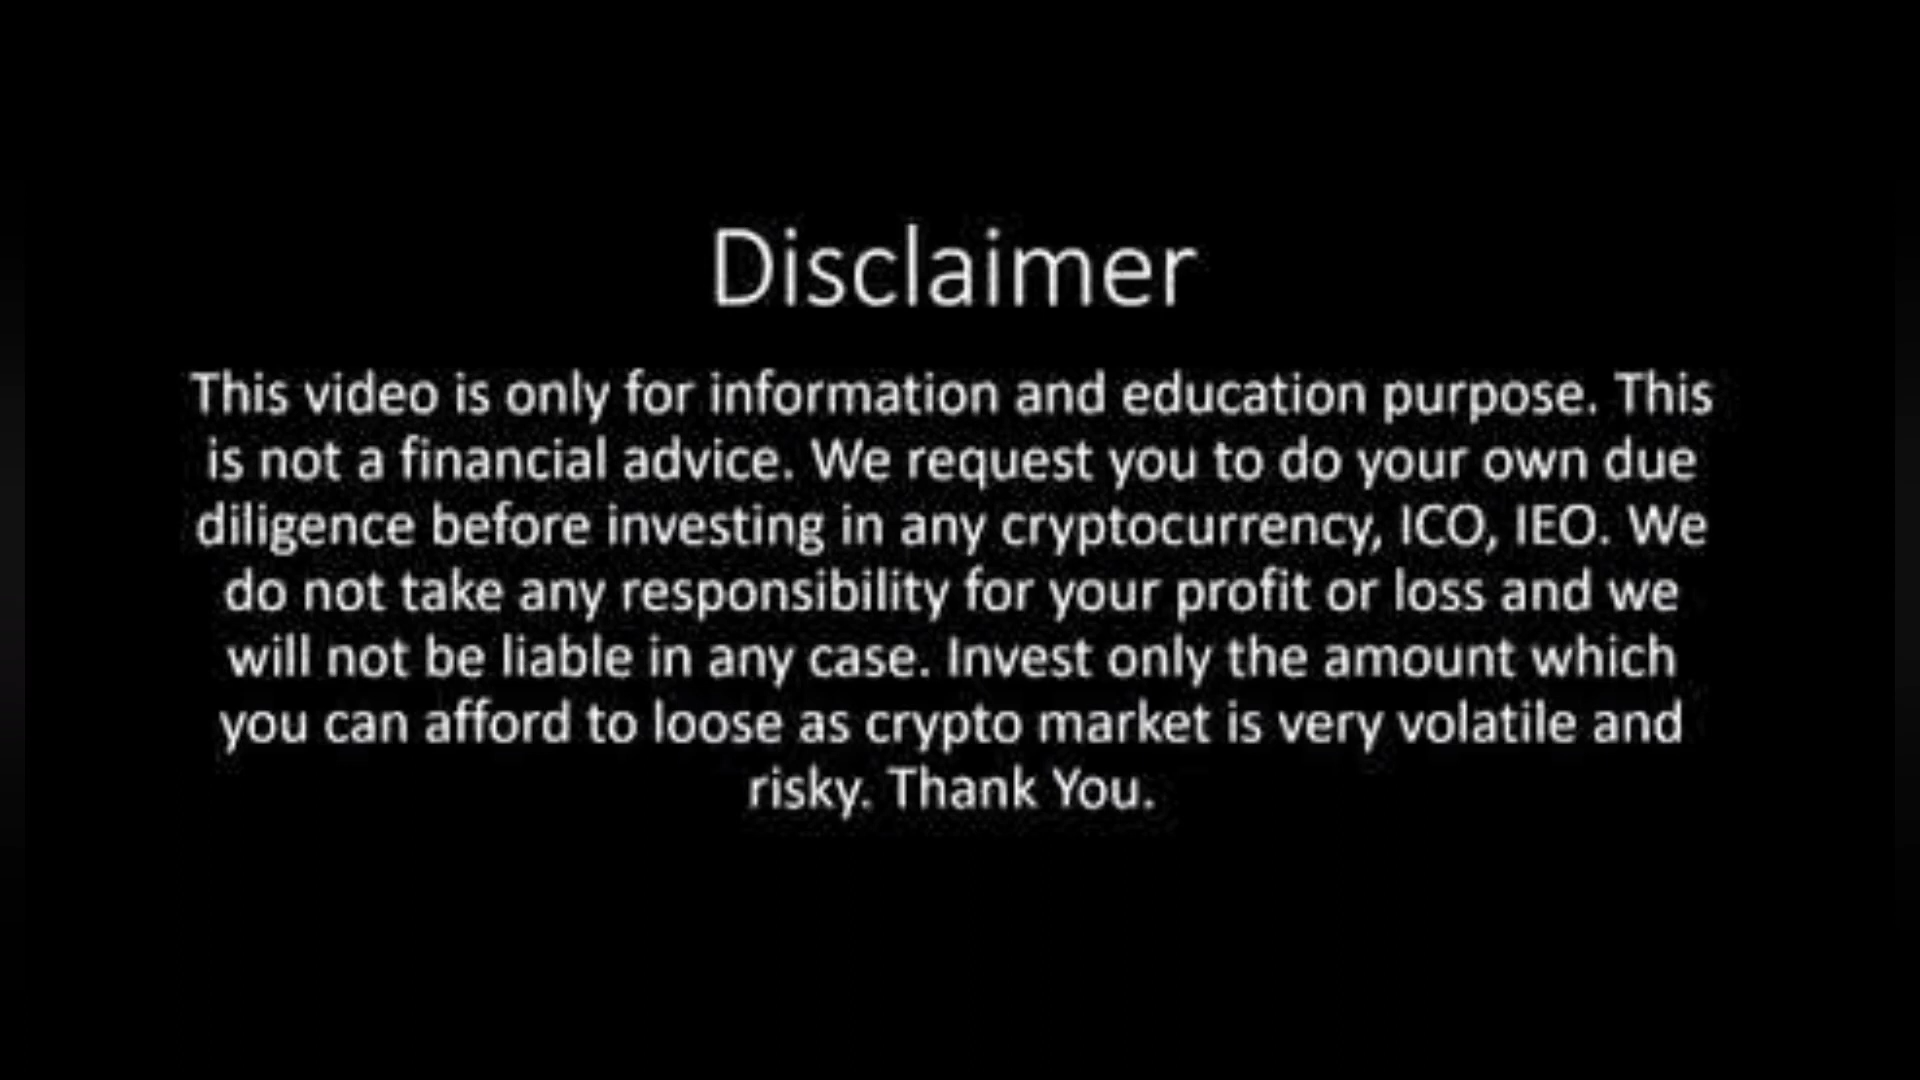 Disclaimer
This video is only for information and education purpose. This
is not a financial advice. We request you to do your own due
diligence before investing in any cryptocurrency, ICO, IEO. We
do not take any responsibility for your profit or loss and we
will not be liable in any case. Invest only the amount which
you can afford to loose as crypto market is very volatile and
risky. Thank You.